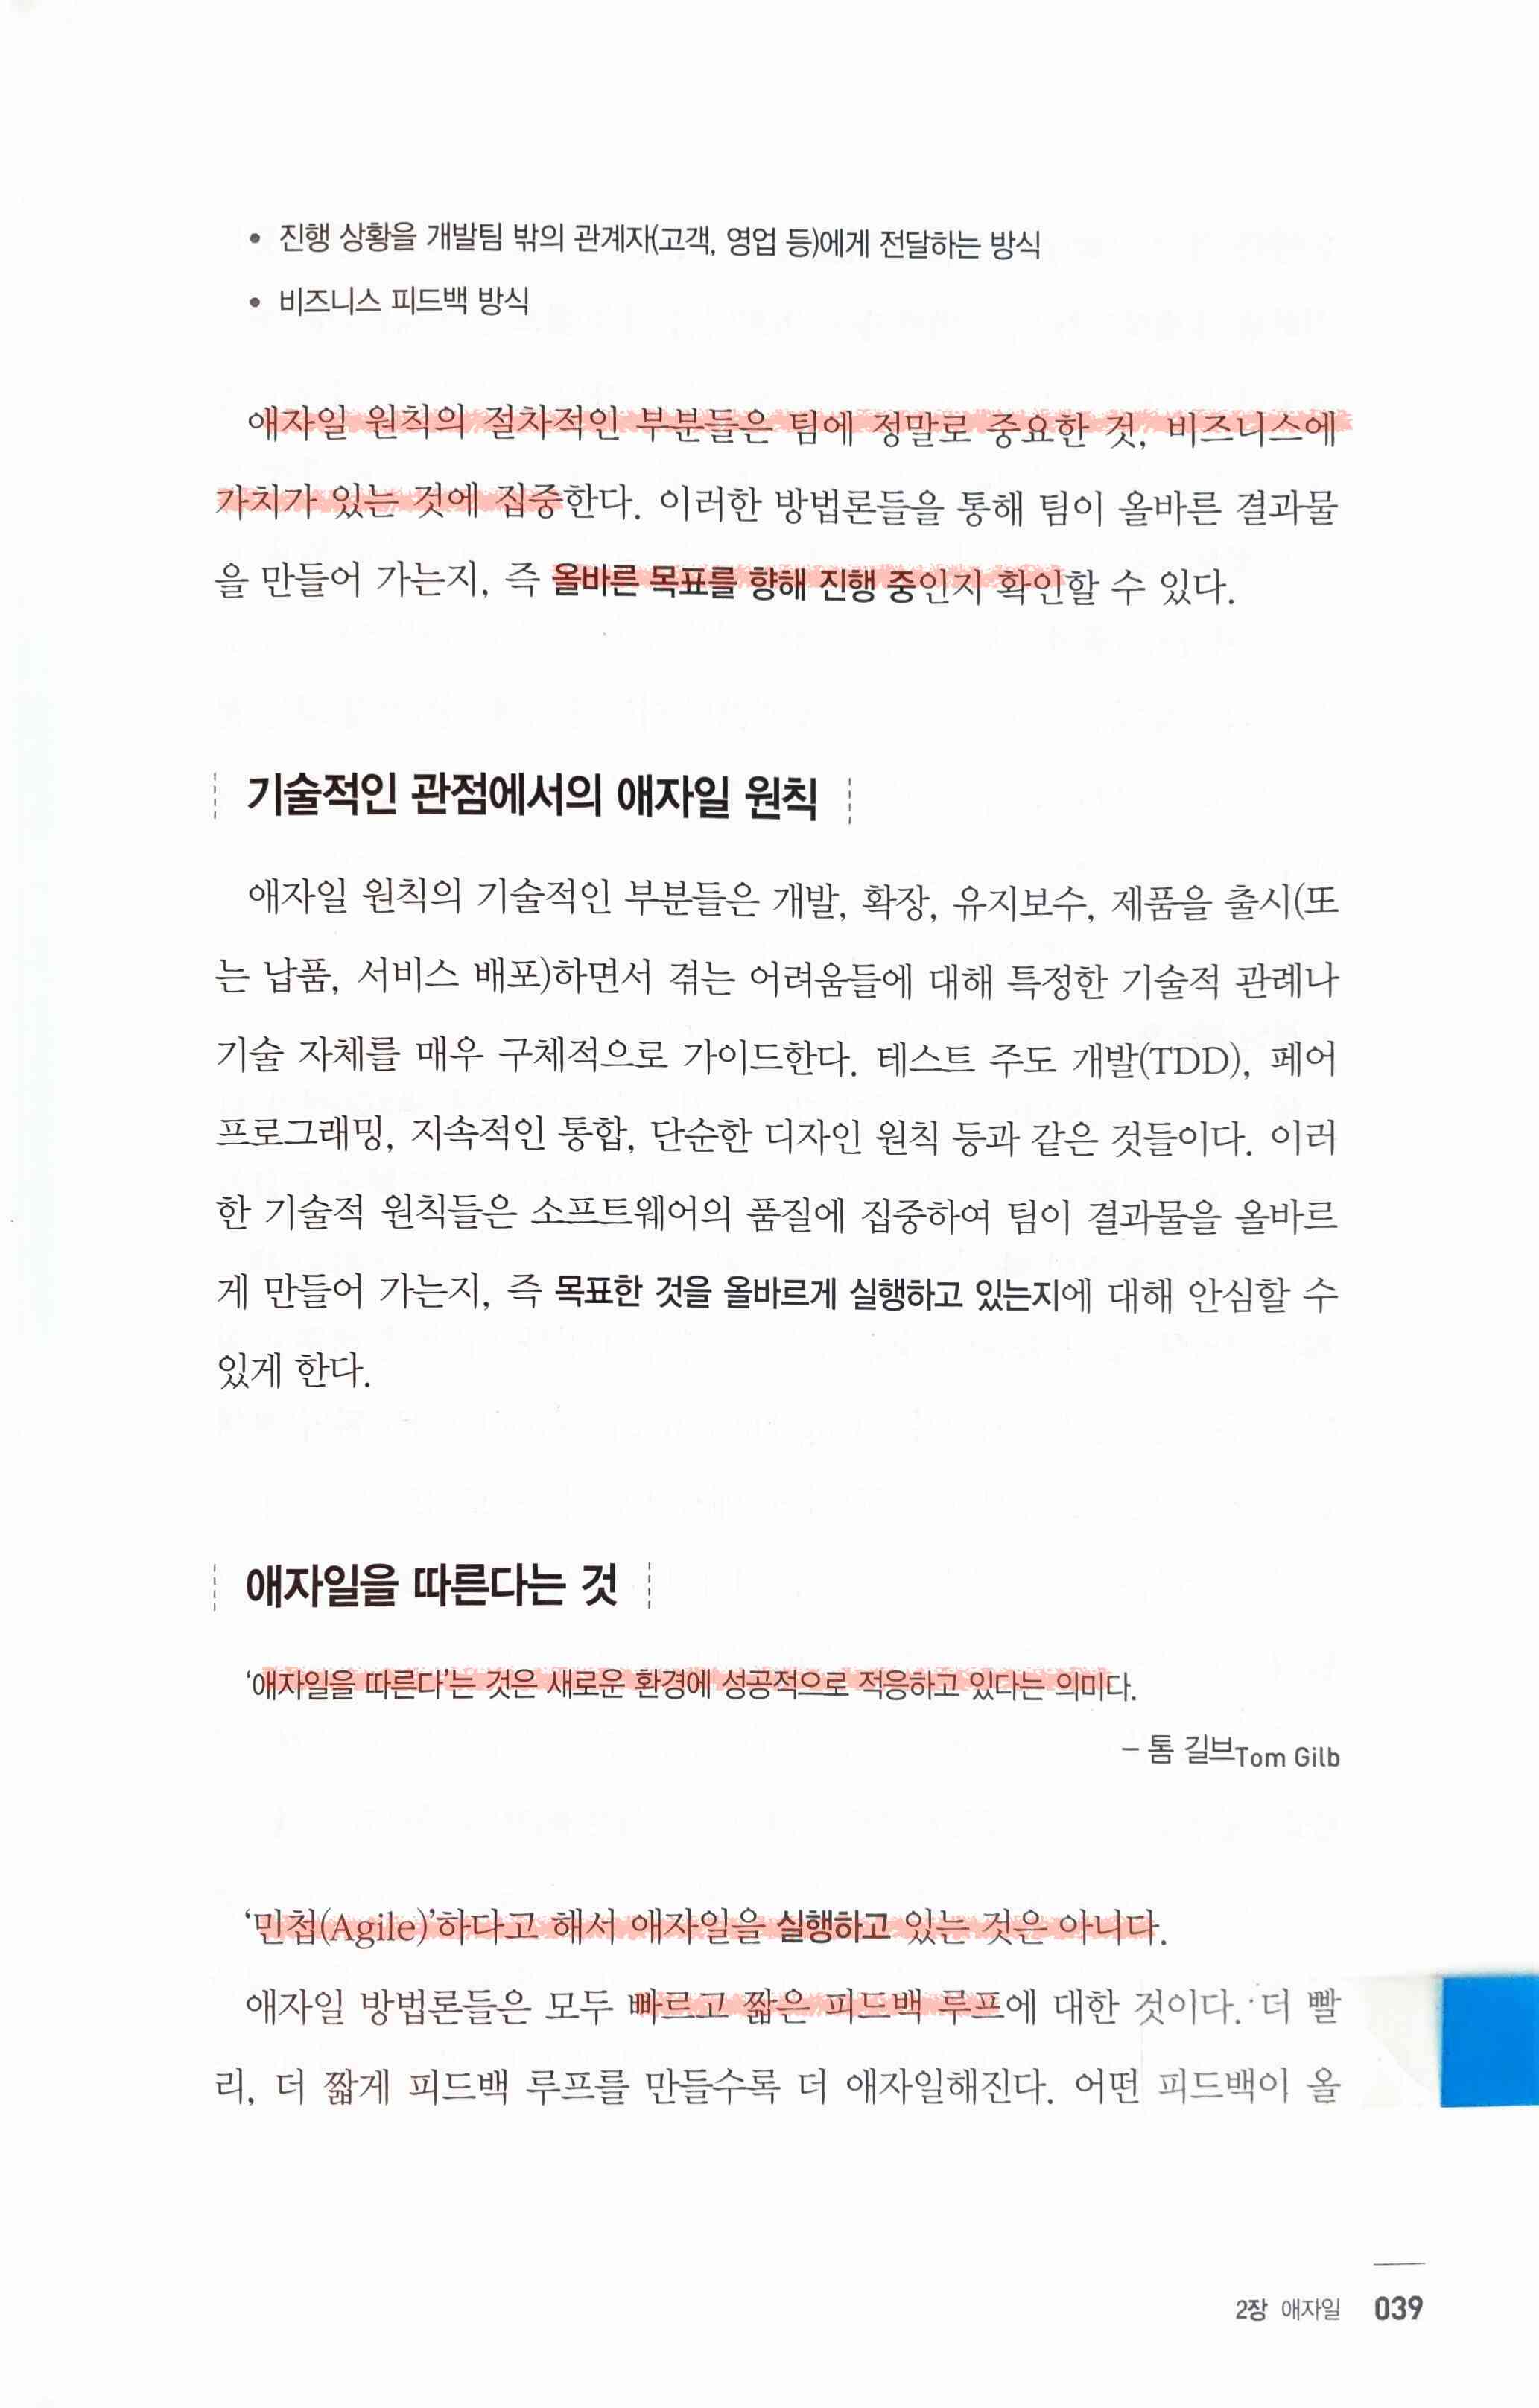 • 진행 상황을 개발팀 밖의 관계자(고객, 영업 등)에게 전달하는 방식
• 비즈니스 피드백 방식
애자일 원칙의 절차적인 부분들은 팀에 정말로 중요한 것, 비즈니스에
가치가 있는 것에 집중한다. 이러한 방법론들을 통해 팀이 올바른 결과물
을 만들어 가는지, 즉 올바른 목표를 향해 진행 중인지 확인할 수 있다.
기술적인 관점에서의 애자일 원칙
애자일 원칙의 기술적인 부분들은 개발, 확장, 유지보수, 제품을 출시(또
는 납품, 서비스 배포)하면서 겪는 어려움들에 대해 특정한 기술적 관례나
기술 자체를 매우 구체적으로 가이드한다. 테스트 주도 개발(TDD), 페어
프로그래밍, 지속적인 통합, 단순한 디자인 원칙 등과 같은 것들이다. 이러
한 기술적 원칙들은 소프트웨어의 품질에 집중하여 팀이 결과물을 올바르
게 만들어 가는지, 즉 목표한 것을 올바르게 실행하고 있는지에 대해 안심할 수
있게 한다.
애자일을 따른다는 것
‘애자일을 따른다’는 것은 새로운 환경에 성공적으로 적응하고 있다는 의미다.
– 톰 길브Tom Gilb
‘민첩(Agile)’하다고 해서 애자일을 실행하고 있는 것은 아니다.
애자일 방법론들은 모두 빠르고 짧은 피드백 루프에 대한 것이다. 더 빨
리, 더 짧게 피드백 루프를 만들수록 더 애자일해진다. 어떤 피드백이 올
2장 애자일 039